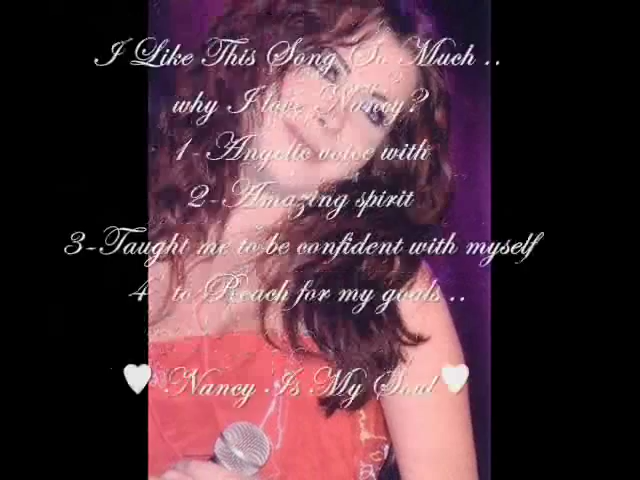 I Like This Song So Much ..
why I love Nancy?
1-Angelic voice with
2-Amazing spirit
3-Taught me to be confident with myself
4 to Reach for my goals ..
Nancy Is My Soul